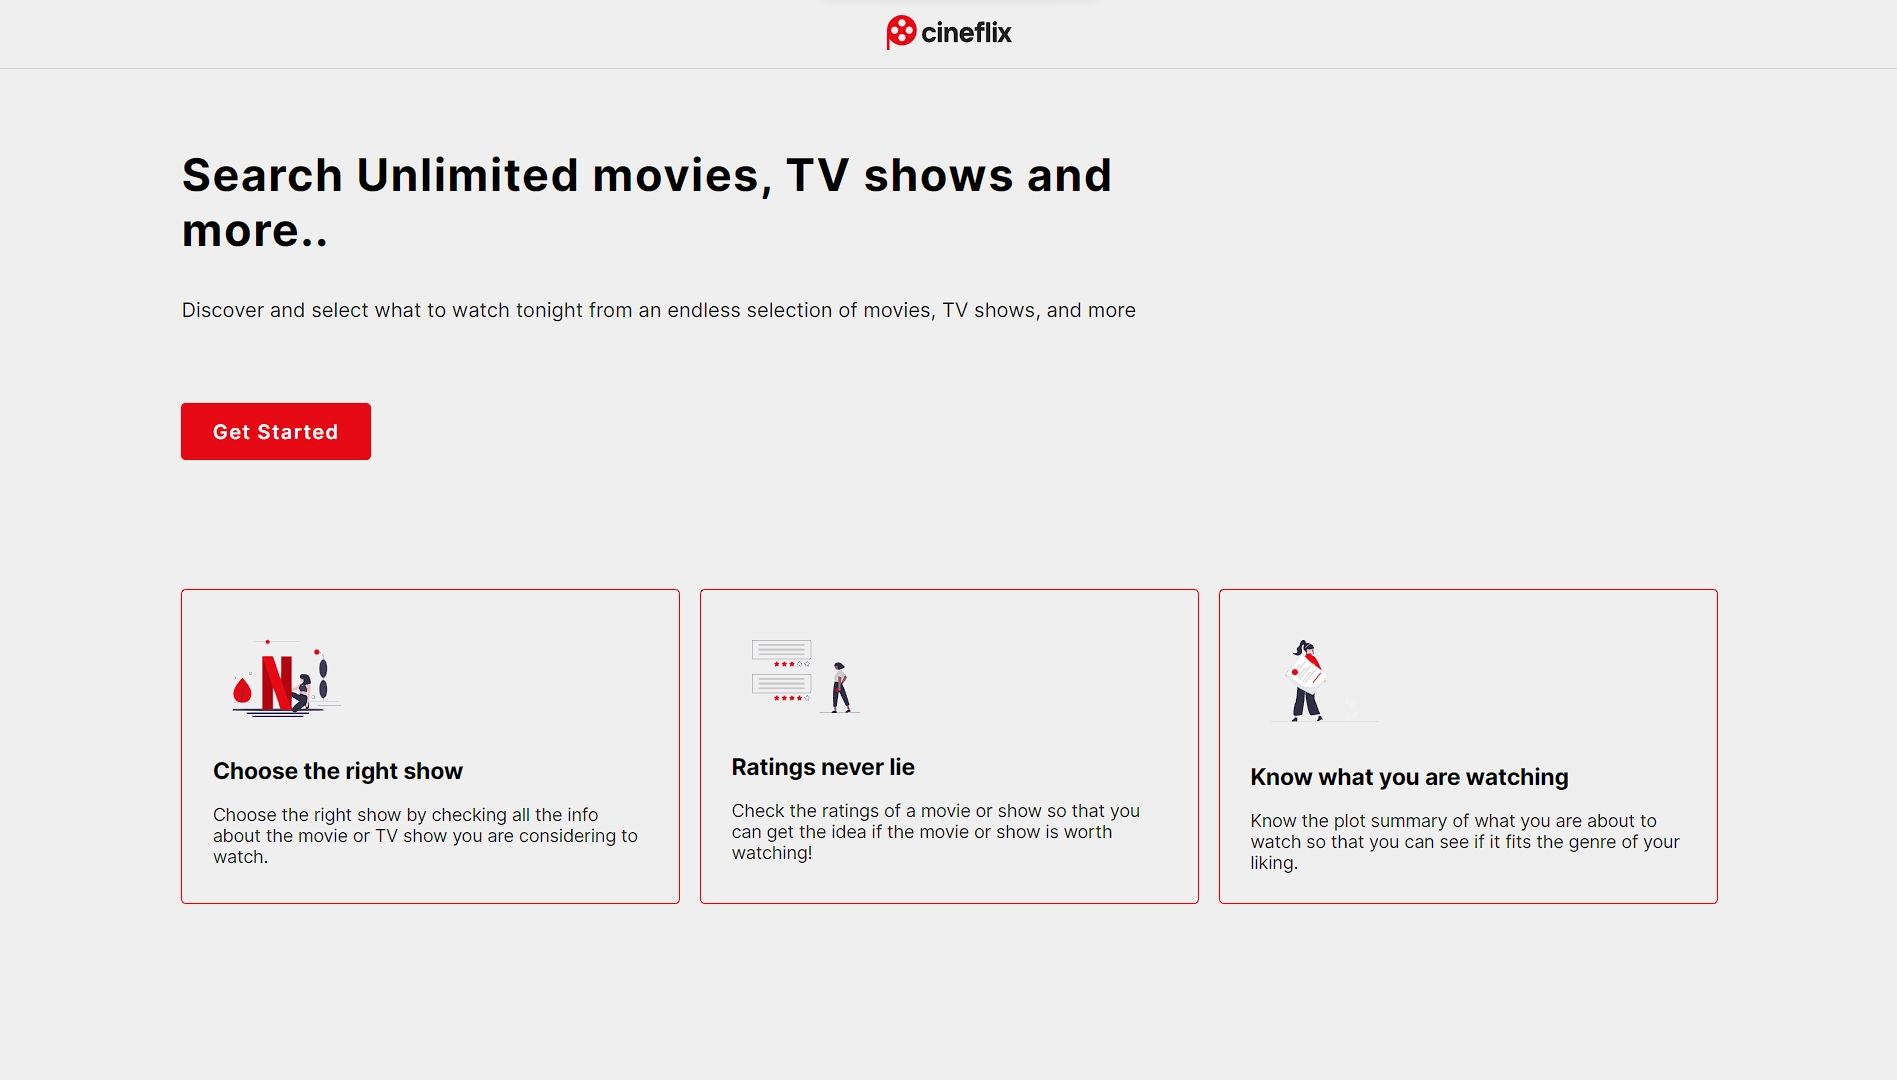 cineflix
Search Unlimited movies, TV shows and
more..
Discover and select what to watch tonight from an endless selection of movies, TV shows, and more
Get Started
N
Choose the right show
Choose the right show by checking all the info
about the movie or TV show you are considering to
watch.
Ratings never lie
Check the ratings of a movie or show so that you
can get the idea if the movie or show is worth
watching!
Know what you are watching
Know the plot summary of what you are about to
watch so that you can see if it fits the genre of your
liking.